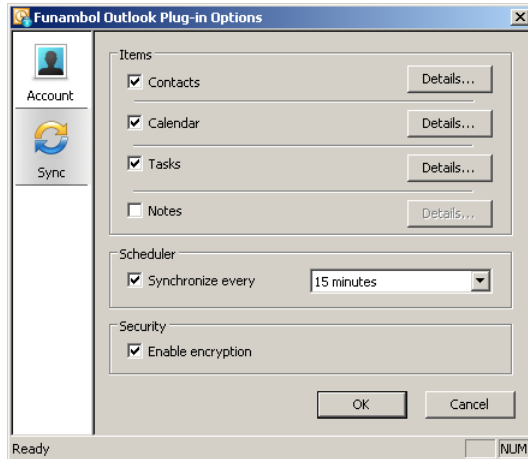 Funambol Outlook Plug-in Options
Account
Sync
Items
Contacts
Details...
Calendar
Details...
Tasks
Details...
Notes
Details...
Scheduler
Synchronize every
15 minutes
Security
Enable encryption
OK
Cancel
Ready
NUM